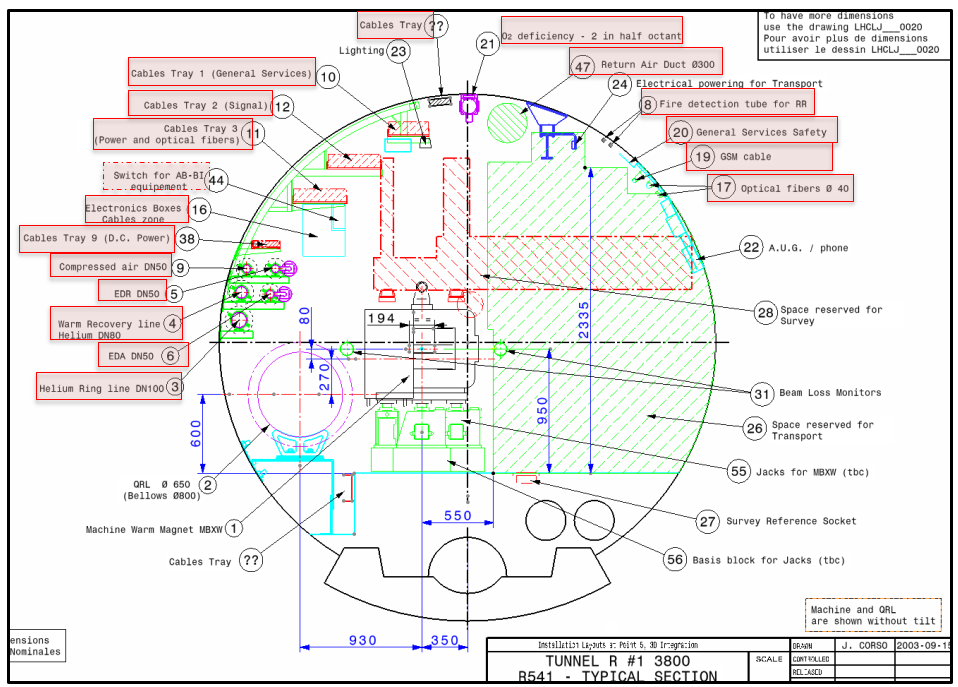 Cables Tray ??
Lighting 23
21
O2 deficiency - 2 in half octant
To have more dimensions
use the drawing LHCLJ___0020
Pour avoir plus de dimensions
utiliser le dessin LHCLJ___0020
Cables Tray 1 (General Services) 10
47 Return Air Duct Ø300
24 Electrical powering for Transport
Cables Tray 2 (Signal) 12
8 Fire detection tube for RR
Cables Tray 3
(Power and optical fibers) 11
20 General Services Safety
19 GSM cable
Switch for AB-BI
equipement 44
17 Optical fibers Ø 40
Electronics Boxes
Cables zone 16
Cables Tray 9 (D.C. Power) 38
22 A.U.G. / phone
Compressed air DN50 9
EDR DN50 5
28 Space reserved for
Survey
Warm Recovery line
Helium DN80 4
EDA DN50 6
Helium Ring line DN100 3
80
194
270
2335
950
600
31 Beam Loss Monitors
26 Space reserved for
Transport
55 Jacks for MBXW (tbc)
QRL Ø 650
(Bellows Ø800) 2
550
27 Survey Reference Socket
Machine Warm Magnet MBXW 1
Cables Tray ??
56 Basis block for Jacks (tbc)
Machine and QRL
are shown without tilt
930
350
ensions
Nominales
Installation Layouts at Point 5, 3D Integration
TUNNEL R #1 3800
R541 - TYPICAL SECTION
SCALE
DRAWN J. CORSO 2003-09-15
CONTROLLED
RELEASED